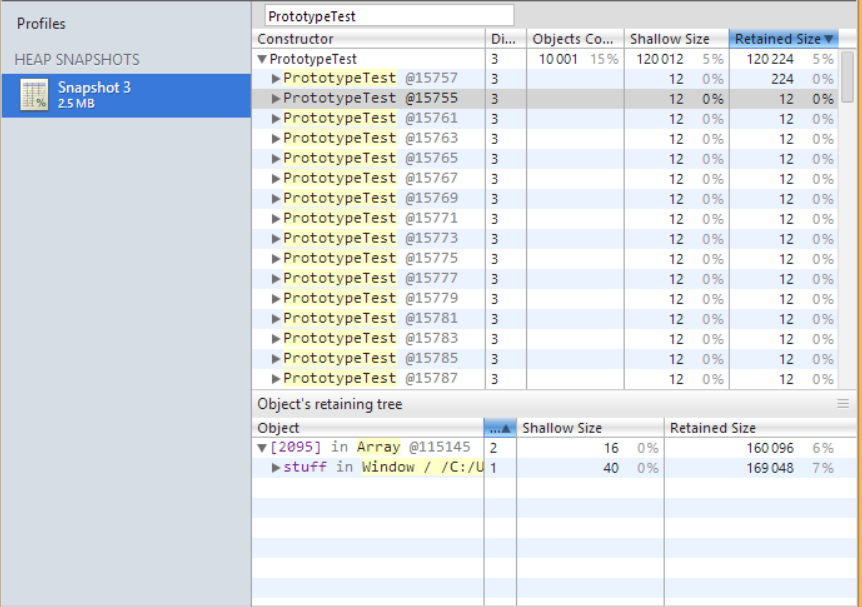 Profiles
HEAP SNAPSHOTS
Snapshot 3
2.5 MB
PrototypeTest
Constructor Di... Objects Co... Shallow Size Retained Size▼
▼PrototypeTest 3 10 001 15% 120 012 5% 120 224 5%
▶PrototypeTest @15757 3 12 0% 224 0%
▶PrototypeTest @15755 3 12 0% 12 0%
▶PrototypeTest @15761 3 12 0% 12 0%
▶PrototypeTest @15763 3 12 0% 12 0%
▶PrototypeTest @15765 3 12 0% 12 0%
▶PrototypeTest @15767 3 12 0% 12 0%
▶PrototypeTest @15769 3 12 0% 12 0%
▶PrototypeTest @15771 3 12 0% 12 0%
▶PrototypeTest @15773 3 12 0% 12 0%
▶PrototypeTest @15775 3 12 0% 12 0%
▶PrototypeTest @15777 3 12 0% 12 0%
▶PrototypeTest @15779 3 12 0% 12 0%
▶PrototypeTest @15781 3 12 0% 12 0%
▶PrototypeTest @15783 3 12 0% 12 0%
▶PrototypeTest @15785 3 12 0% 12 0%
▶PrototypeTest @15787 3 12 0% 12 0%
Object's retaining tree
Object ...▲ Shallow Size Retained Size
▼[2095] in Array @115145 2 16 0% 160 096 6%
▶stuff in Window / /C:/U 1 40 0% 169 048 7%